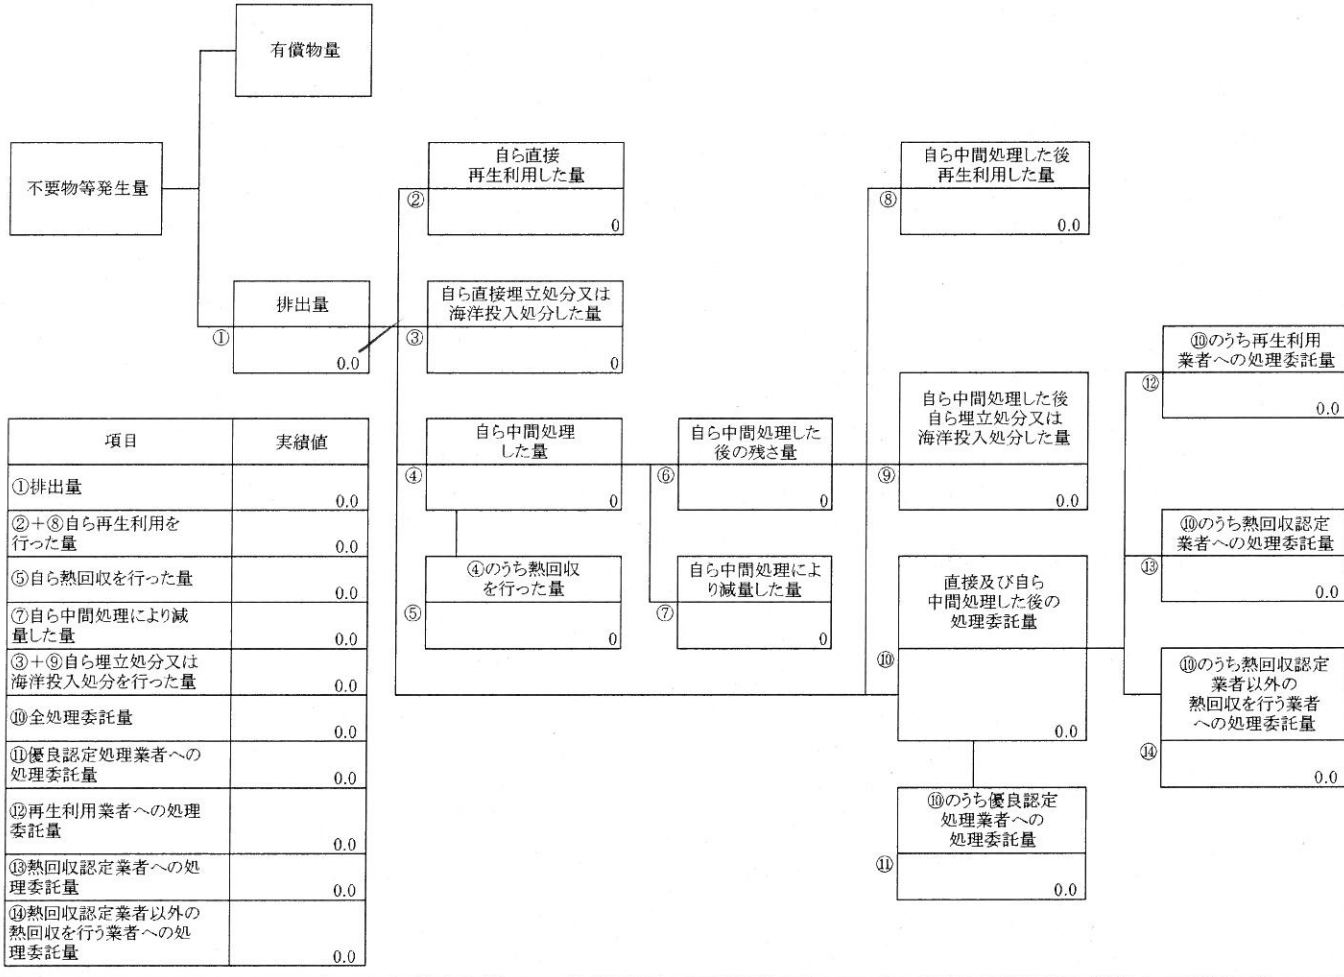 有償物量
不要物等発生量
自ら直接
再生利用した量
②
0
自ら中間処理した後
再生利用した量
⑧
0.0
排出量
①
0.0
自ら直接埋立処分又は
海洋投入処分した量
③
0
⑩のうち再生利用
業者への処理委託量
⑫
0.0
自ら中間処理
した量
④
0
自ら中間処理した
後の残さ量
⑥
0
自ら中間処理した後
自ら埋立処分又は
海洋投入処分した量
⑨
0.0
④のうち熱回収
を行った量
⑤
0
自ら中間処理によ
り減量した量
⑦
0
直接及び自ら
中間処理した後の
処理委託量
⑩
0.0
⑩のうち熱回収認定
業者への処理委託量
⑬
0.0
⑩のうち熱回収認定
業者以外の
熱回収を行う業者
への処理委託量
⑭
0.0
⑩のうち優良認定
処理業者への
処理委託量
⑪
0.0
項目 実績値
①排出量
0.0
②+⑧自ら再生利用を
行った量
0.0
⑤自ら熱回収を行った量
0.0
⑦自ら中間処理により減
量した量
0.0
③+⑨自ら埋立処分又は
海洋投入処分を行った量
0.0
⑩全処理委託量
0.0
⑪優良認定処理業者への
処理委託量
0.0
⑫再生利用業者への処理
委託量
0.0
⑬熱回収認定業者への処
理委託量
0.0
⑭熱回収認定業者以外の
熱回収を行う業者への処
理委託量
0.0